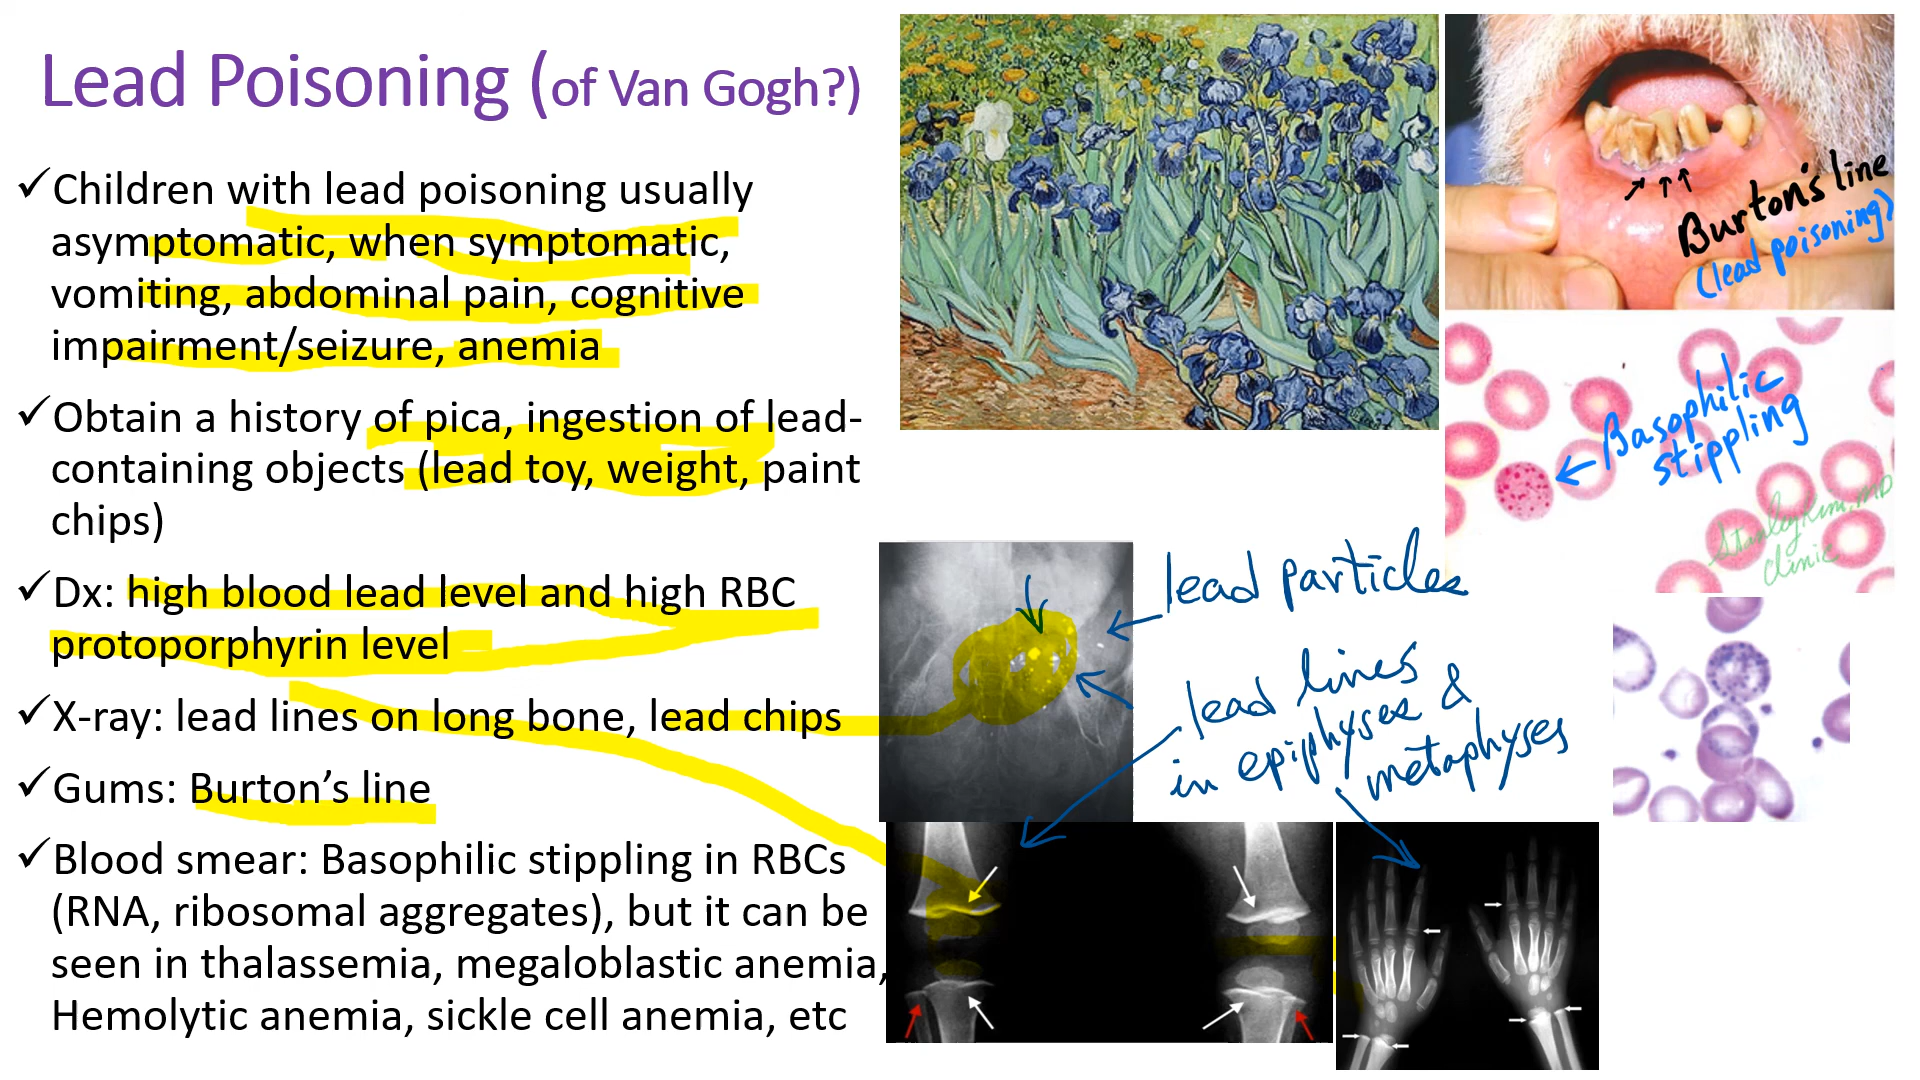 Lead Poisoning (of Van Gogh?)
✓Children with lead poisoning usually
asymptomatic, when symptomatic,
vomiting, abdominal pain, cognitive
impairment/seizure, anemia
✓Obtain a history of pica, ingestion of lead-
containing objects (lead toy, weight, paint
chips)
✓Dx: high blood lead level and high RBC
protoporphyrin level
✓X-ray: lead lines on long bone, lead chips
✓Gums: Burton’s line
✓Blood smear: Basophilic stippling in RBCs
(RNA, ribosomal aggregates), but it can be
seen in thalassemia, megaloblastic anemia,
Hemolytic anemia, sickle cell anemia, etc
Burton's line
(lead poisoning)
Basophilic
stippling
Stanley Kim, MD
Clinic
lead particles
lead lines
in epiphyses &
metaphyses